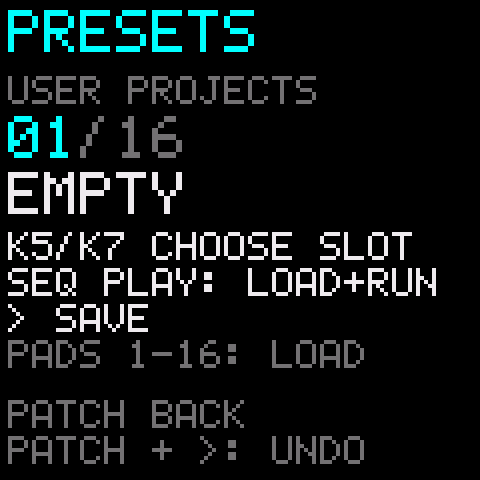 PRESETS
USER PROJECTS
01/16
EMPTY
K5/K7 CHOOSE SLOT
SEQ PLAY: LOAD+RUN
> SAVE
PADS 1-16: LOAD
PATCH BACK
PATCH + >: UNDO